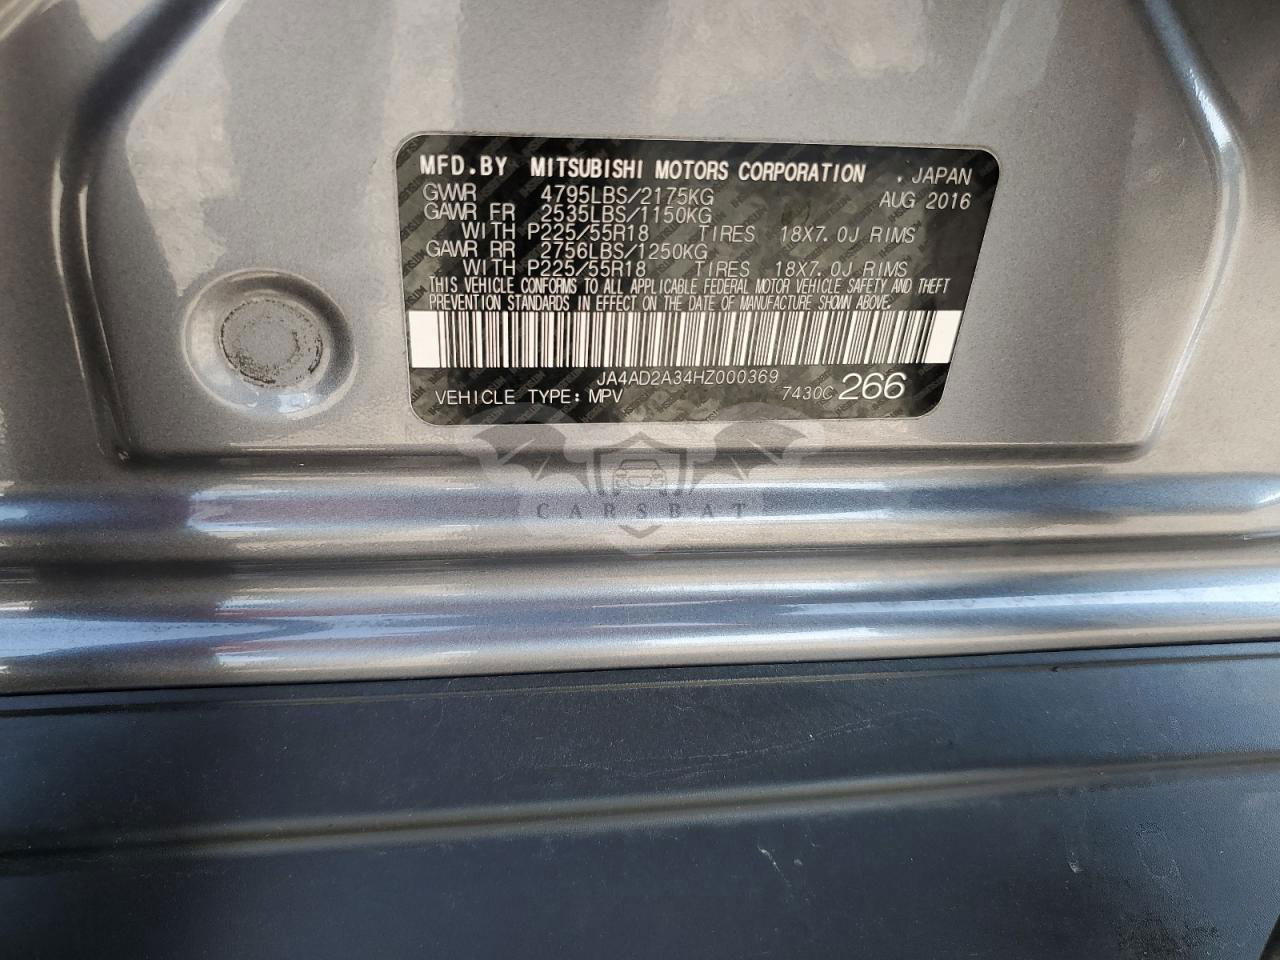 MFD.BY MITSUBISHI MOTORS CORPORATION .JAPAN
GVWR 4795LBS/2175KG AUG 2016
GAWR FR 2535LBS/1150KG
WITH P225/55R18 TIRES 18X7.0J RIMS
GAWR RR 2756LBS/1250KG
WITH P225/55R18 TIRES 18X7.0J RIMS
THIS VEHICLE CONFORMS TO ALL APPLICABLE FEDERAL MOTOR VEHICLE SAFETY AND THEFT
PREVENTION STANDARDS IN EFFECT ON THE DATE OF MANUFACTURE SHOWN ABOVE.
JA4AD2A34HZ000369
VEHICLE TYPE: MPV 7430C 266
CARSBAT